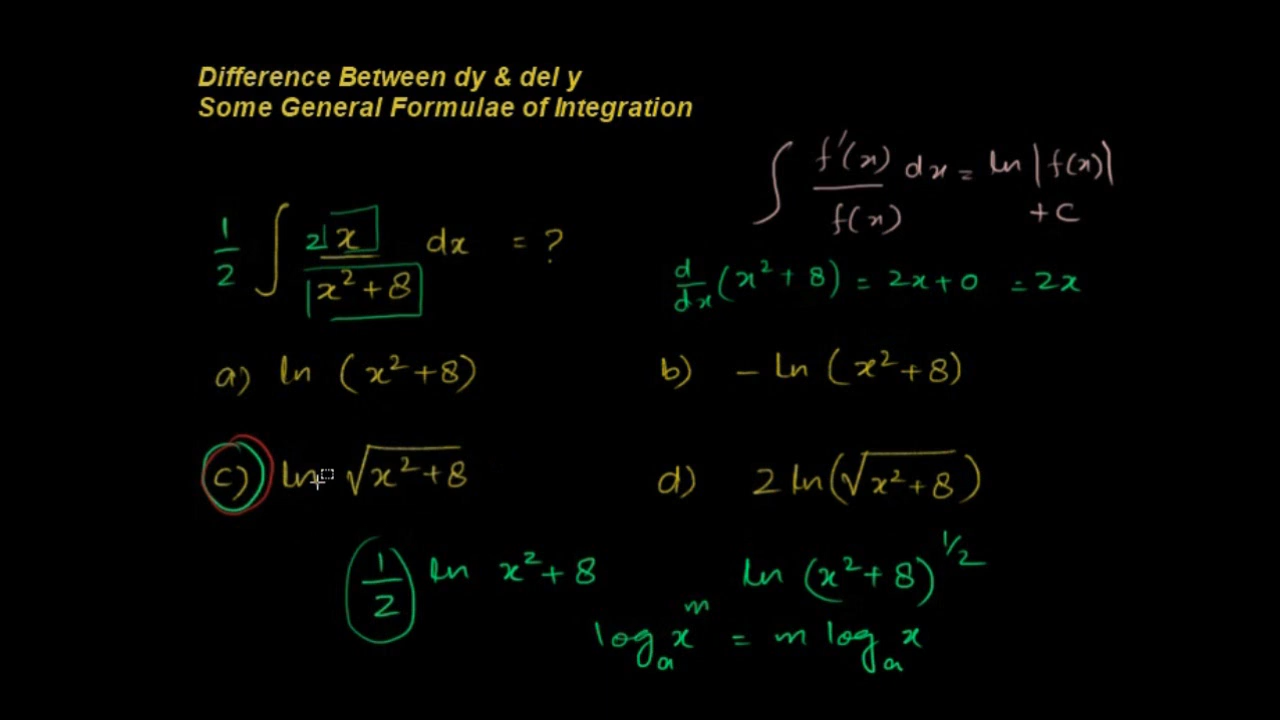 Difference Between dy & del y
Some General Formulae of Integration
∫ f'(x)/f(x) dx = ln |f(x)| + C
1/2 ∫ 2x/(x² + 8) dx = ?
d/dx (x² + 8) = 2x + 0 = 2x
a) ln (x² + 8)
b) − ln (x² + 8)
c) ln √(x² + 8)
d) 2 ln(√(x² + 8))
1/2 ln x² + 8
ln (x² + 8)^1/2
logₐ x^m = m logₐ x